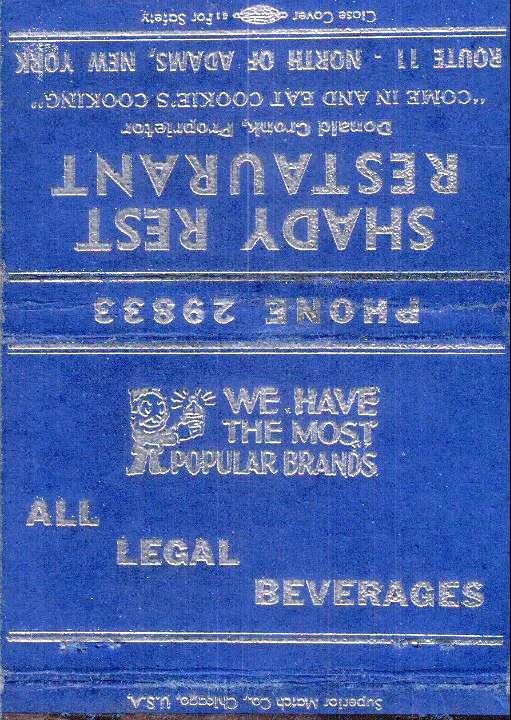 Close Cover 81 For Safety
ROUTE 11 - NORTH OF ADAMS, NEW YORK
"COME IN AND EAT COOKIE'S COOKING"
Donald Cronk, Proprietor
SHADY REST
RESTAURANT
PHONE 29833
WE HAVE
THE MOST
POPULAR BRANDS
ALL
LEGAL
BEVERAGES
Superior Match Co., Chicago, U.S.A.